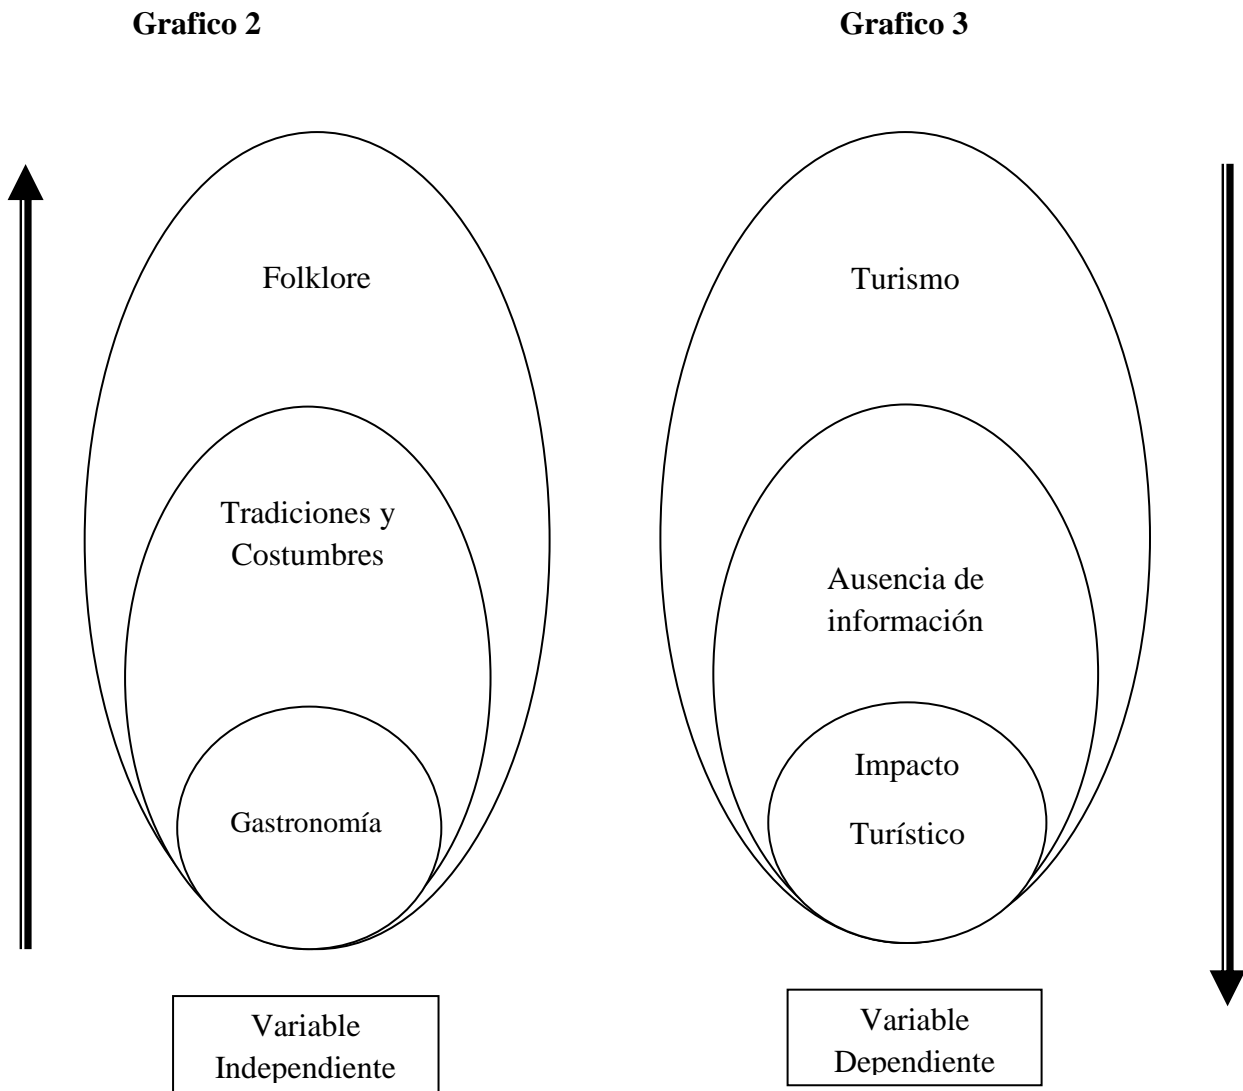 Grafico 2
Grafico 3
Folklore
Tradiciones y
Costumbres
Gastronomía
Variable
Independiente
Turismo
Ausencia de
información
Impacto
Turístico
Variable
Dependiente